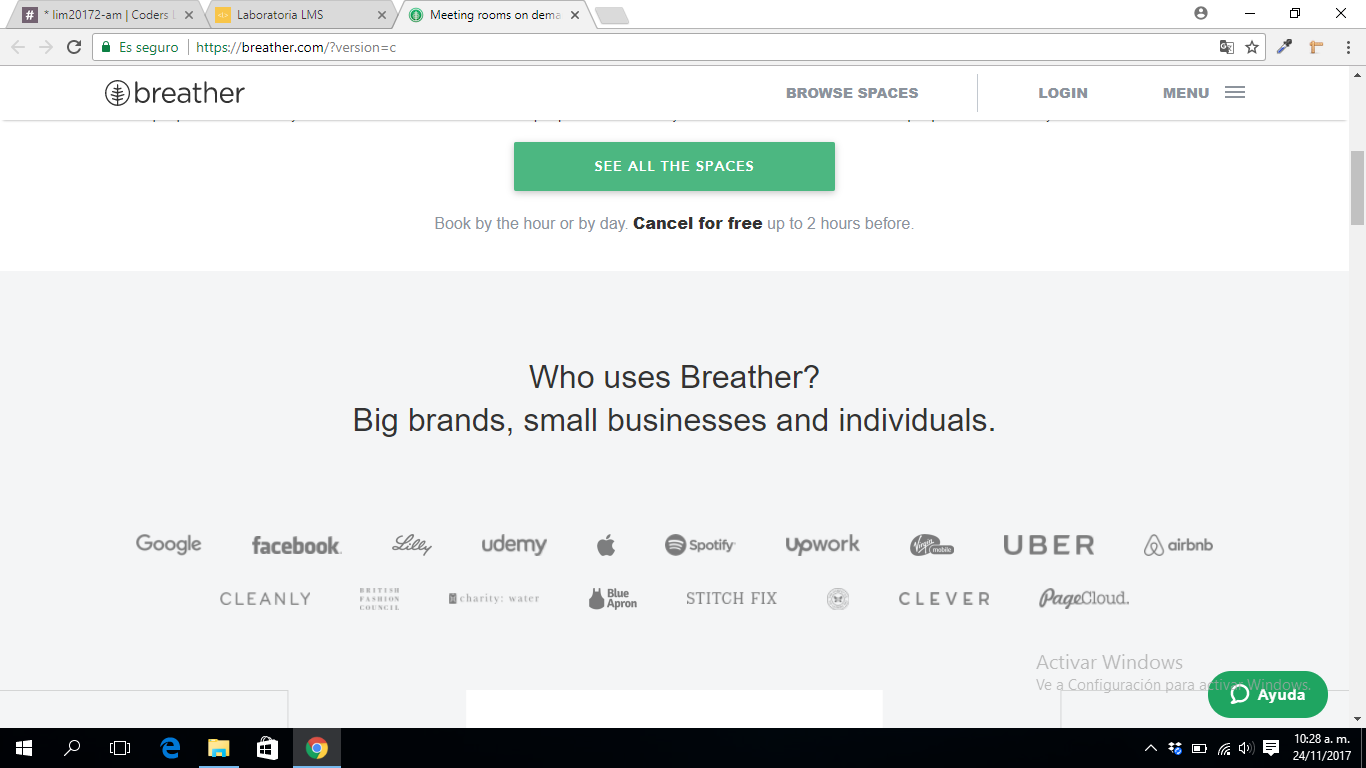 * lim20172-am | Coders
Laboratoria LMS
Meeting rooms on dema
Es seguro
https://breather.com/?version=c
breather
BROWSE SPACES
LOGIN
MENU
SEE ALL THE SPACES
Book by the hour or by day. Cancel for free up to 2 hours before.
Who uses Breather?
Big brands, small businesses and individuals.
Google facebook Lilly udemy Spotify Upwork Virgin mobile UBER airbnb
CLEANLY BRITISH FASHION COUNCIL charity: water Blue Apron STITCH FIX CLEVER PageCloud.
Activar Windows
Ve a Configuración para activar Windows.
Ayuda
10:28 a. m.
24/11/2017